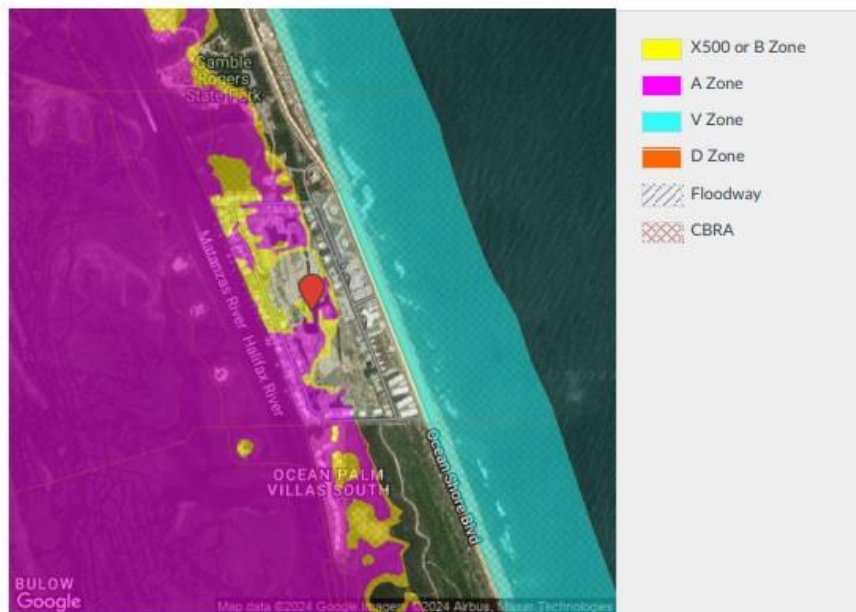 Gamble
Rogers
State Park
Matanzas River
Halifax River
OCEAN PALM
VILLAS SOUTH
Ocean Shore Blvd
BULOW
Google
Map data ©2024 Google Imagery ©2024 Airbus, Maxar Technologies
X500 or B Zone
A Zone
V Zone
D Zone
Floodway
CBRA